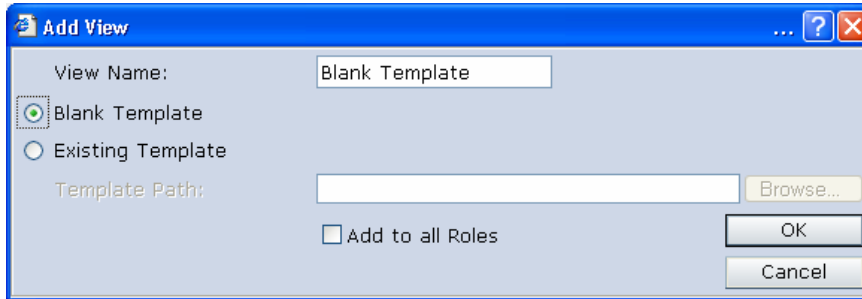 Add View ... ?
View Name: Blank Template
Blank Template
Existing Template
Template Path: Browse...
Add to all Roles OK
Cancel